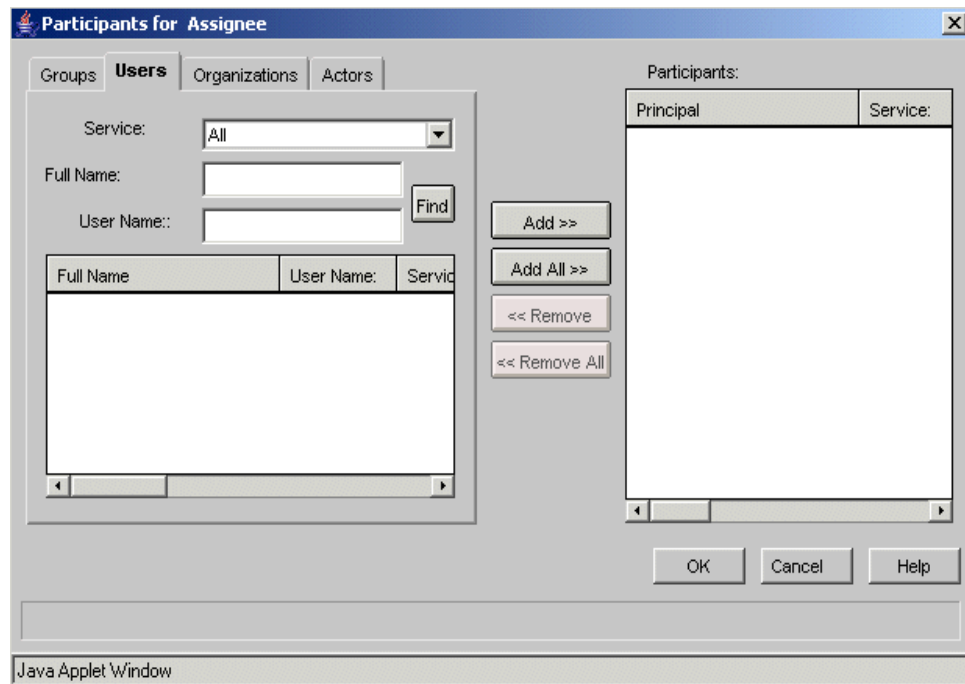 Participants for Assignee
Groups Users Organizations Actors
Participants:
Principal Service:
Service: All
Full Name:
Find
User Name::
Add >>
Full Name User Name: Servic
Add All >>
<< Remove
<< Remove All
OK Cancel Help
Java Applet Window